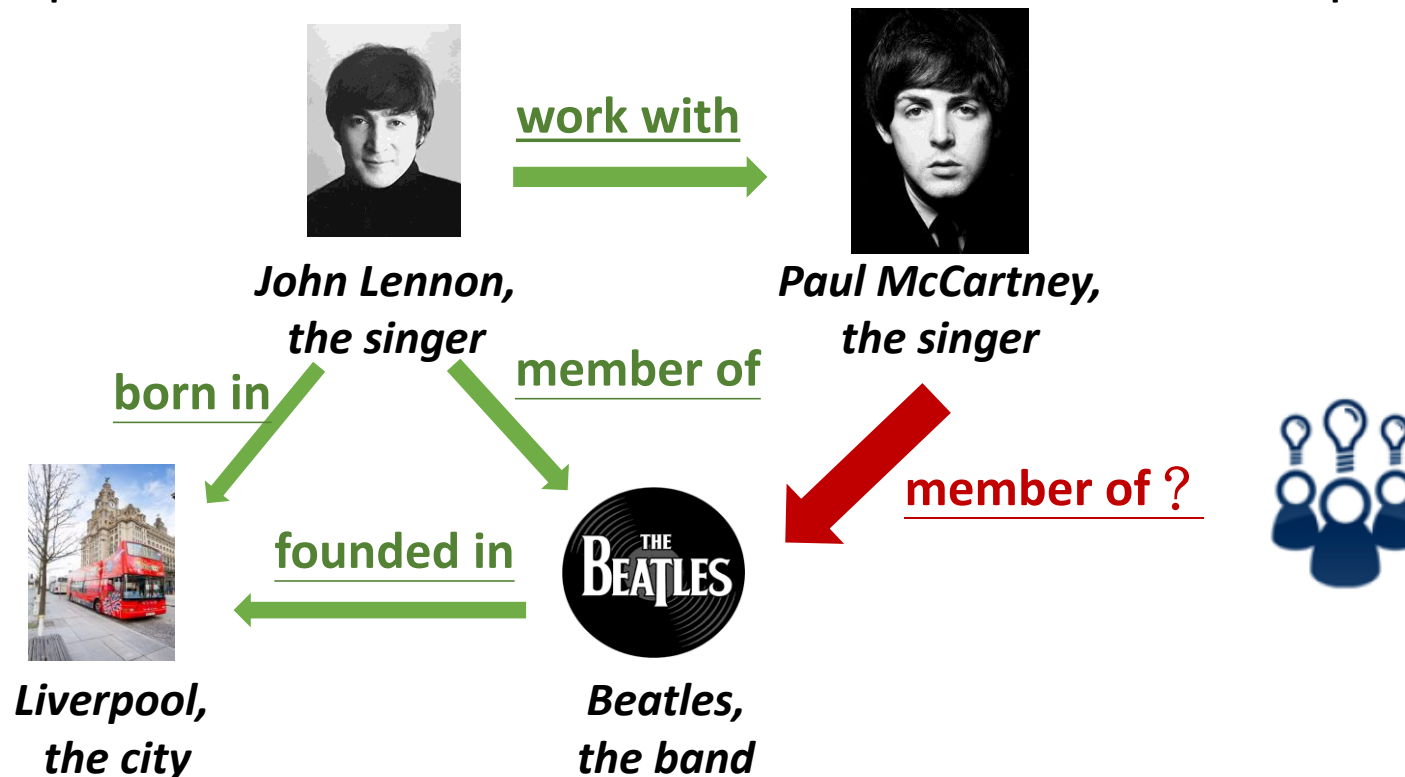 work with
John Lennon,
the singer
Paul McCartney,
the singer
born in
member of
member of？
founded in
THE
BEATLES
Liverpool,
the city
Beatles,
the band